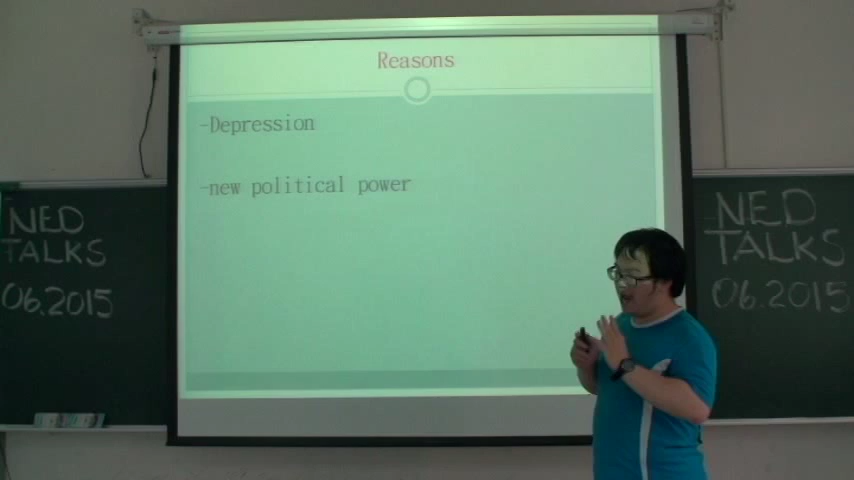 Reasons
-Depression
-new political power
NED
TALKS
06.2015
NED
TALKS
06.2015